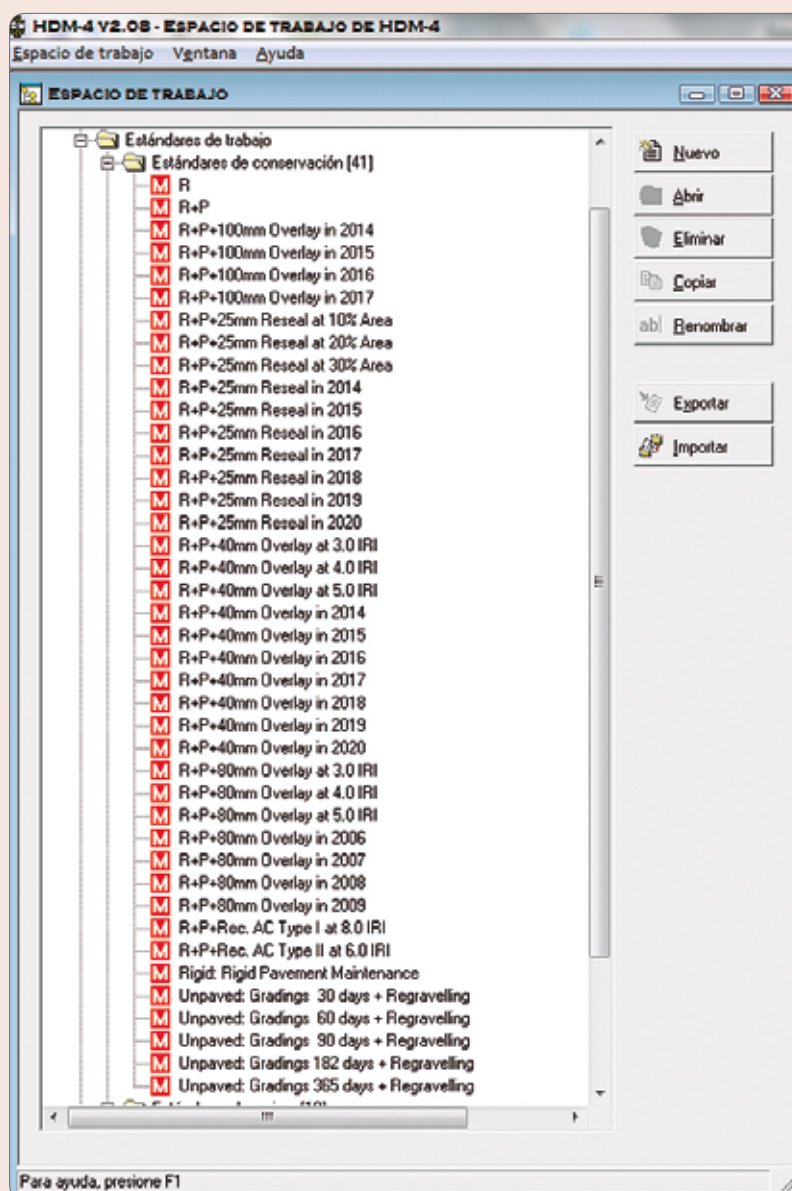 HDM-4 V2.08 - ESPACIO DE TRABAJO DE HDM-4
Espacio de trabajo Ventana Ayuda
ESPACIO DE TRABAJO
Estándares de trabajo
Estándares de conservación [41]
M R
M R+P
M R+P+100mm Overlay in 2014
M R+P+100mm Overlay in 2015
M R+P+100mm Overlay in 2016
M R+P+100mm Overlay in 2017
M R+P+25mm Reseal at 10% Area
M R+P+25mm Reseal at 20% Area
M R+P+25mm Reseal at 30% Area
M R+P+25mm Reseal in 2014
M R+P+25mm Reseal in 2015
M R+P+25mm Reseal in 2016
M R+P+25mm Reseal in 2017
M R+P+25mm Reseal in 2018
M R+P+25mm Reseal in 2019
M R+P+25mm Reseal in 2020
M R+P+40mm Overlay at 3.0 IRI
M R+P+40mm Overlay at 4.0 IRI
M R+P+40mm Overlay at 5.0 IRI
M R+P+40mm Overlay in 2014
M R+P+40mm Overlay in 2015
M R+P+40mm Overlay in 2016
M R+P+40mm Overlay in 2017
M R+P+40mm Overlay in 2018
M R+P+40mm Overlay in 2019
M R+P+40mm Overlay in 2020
M R+P+80mm Overlay at 3.0 IRI
M R+P+80mm Overlay at 4.0 IRI
M R+P+80mm Overlay at 5.0 IRI
M R+P+80mm Overlay in 2006
M R+P+80mm Overlay in 2007
M R+P+80mm Overlay in 2008
M R+P+80mm Overlay in 2009
M R+P+Rec. AC Type I at 8.0 IRI
M R+P+Rec. AC Type II at 6.0 IRI
M Rigid: Rigid Pavement Maintenance
M Unpaved: Gradings 30 days + Regravelling
M Unpaved: Gradings 60 days + Regravelling
M Unpaved: Gradings 90 days + Regravelling
M Unpaved: Gradings 182 days + Regravelling
M Unpaved: Gradings 365 days + Regravelling
Nuevo
Abrir
Eliminar
Copiar
abl Renombrar
Exportar
Importar
Para ayuda, presione F1